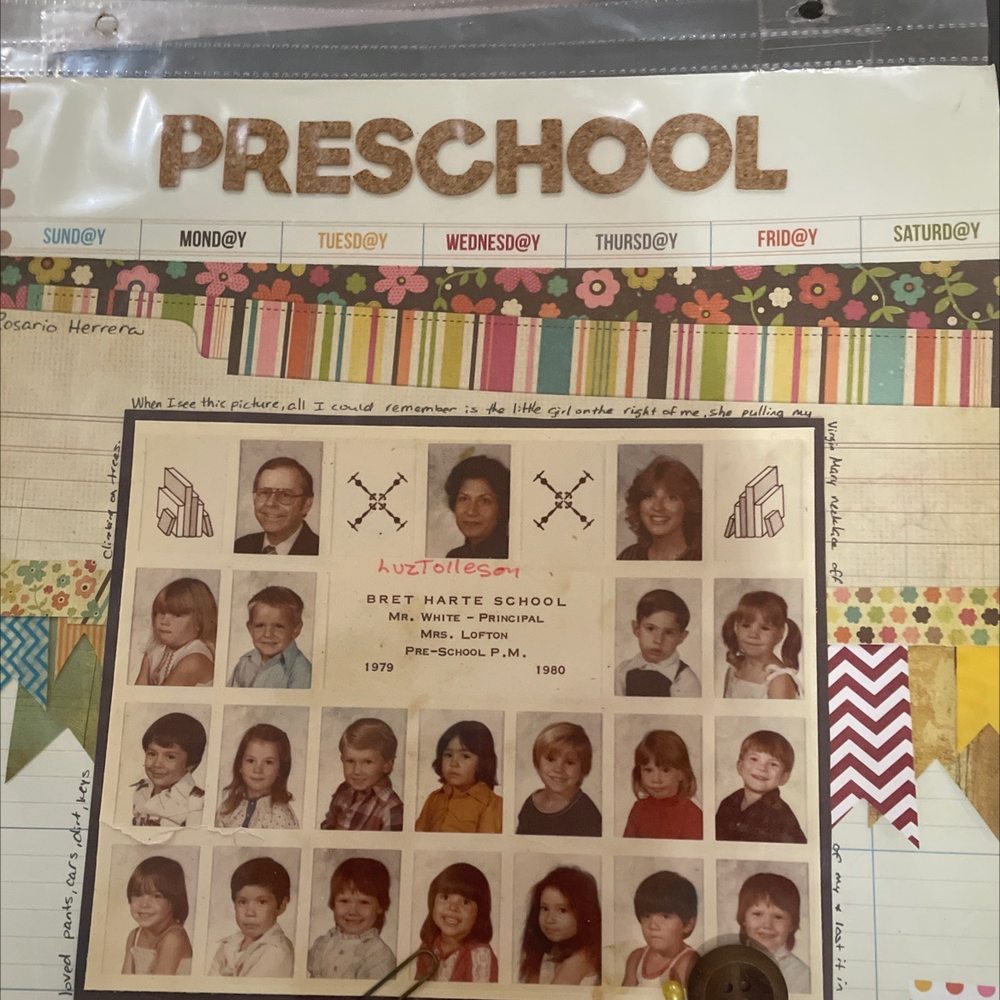 PRESCHOOL
SUND@Y MOND@Y TUESD@Y WEDNESD@Y THURSD@Y FRID@Y SATURD@Y
Rosario Herrera
When I see this picture, all I could remember is the little girl on the right of me, she pulling my
Virgin Mary necklace off
of my & lost it in
Climbing on trees.
loved pants, cars, dirt, keys
LuzTolleson
BRET HARTE SCHOOL
MR. WHITE - PRINCIPAL
MRS. LOFTON
PRE-SCHOOL P.M.
1979 1980